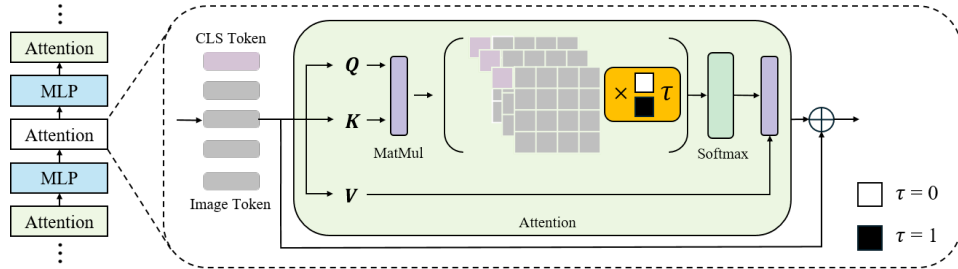 Attention
MLP
Attention
MLP
Attention
CLS Token
Image Token
Q
K
V
MatMul
× τ
Softmax
Attention
τ = 0
τ = 1